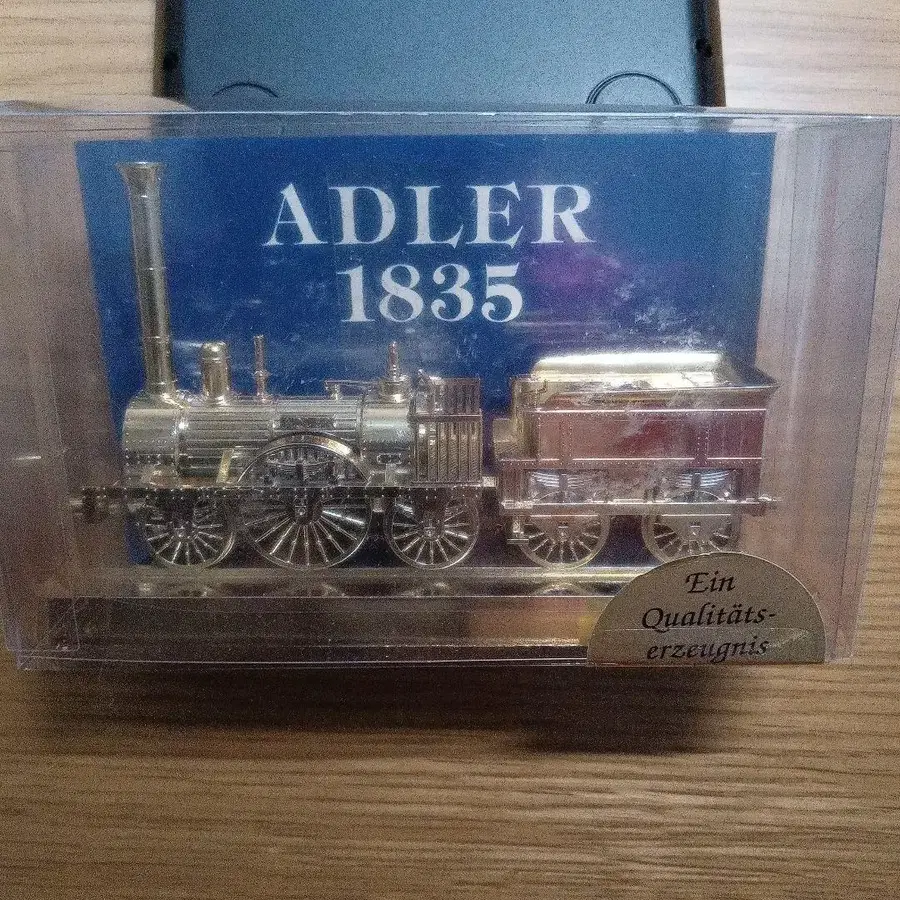 ADLER
1835
Ein
Qualitäts-
erzeugnis